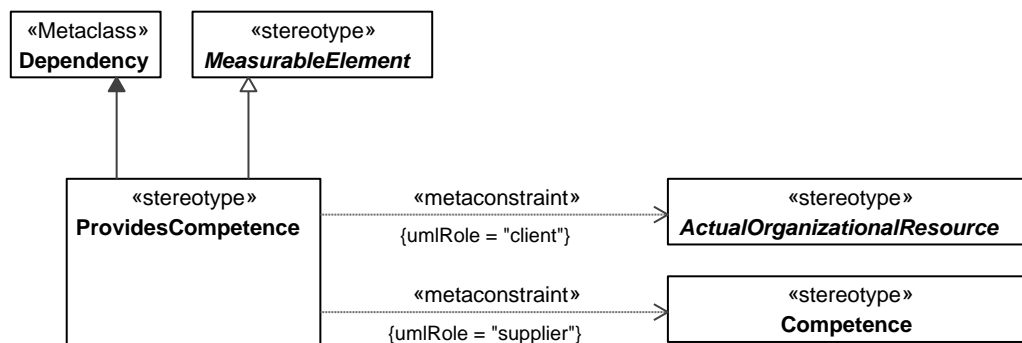 «Metaclass»
Dependency
«stereotype»
MeasurableElement
«stereotype»
ProvidesCompetence
«metaconstraint»
{umlRole = "client"}
«stereotype»
ActualOrganizationalResource
«metaconstraint»
{umlRole = "supplier"}
«stereotype»
Competence